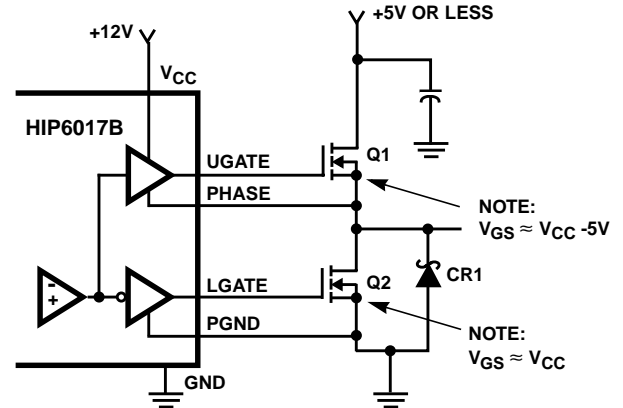 +5V OR LESS
+12V
VCC
HIP6017B
UGATE
Q1
PHASE
NOTE:
VGS ≈ VCC -5V
-
+
LGATE
Q2
CR1
PGND
NOTE:
VGS ≈ VCC
GND